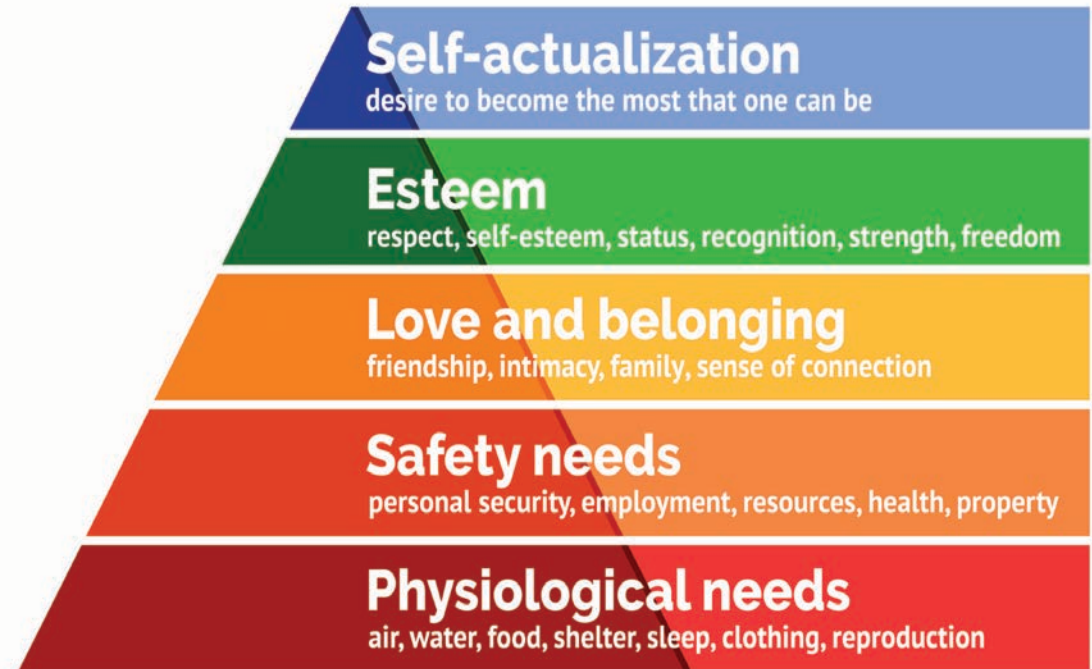 Self-actualization
desire to become the most that one can be
Esteem
respect, self-esteem, status, recognition, strength, freedom
Love and belonging
friendship, intimacy, family, sense of connection
Safety needs
personal security, employment, resources, health, property
Physiological needs
air, water, food, shelter, sleep, clothing, reproduction